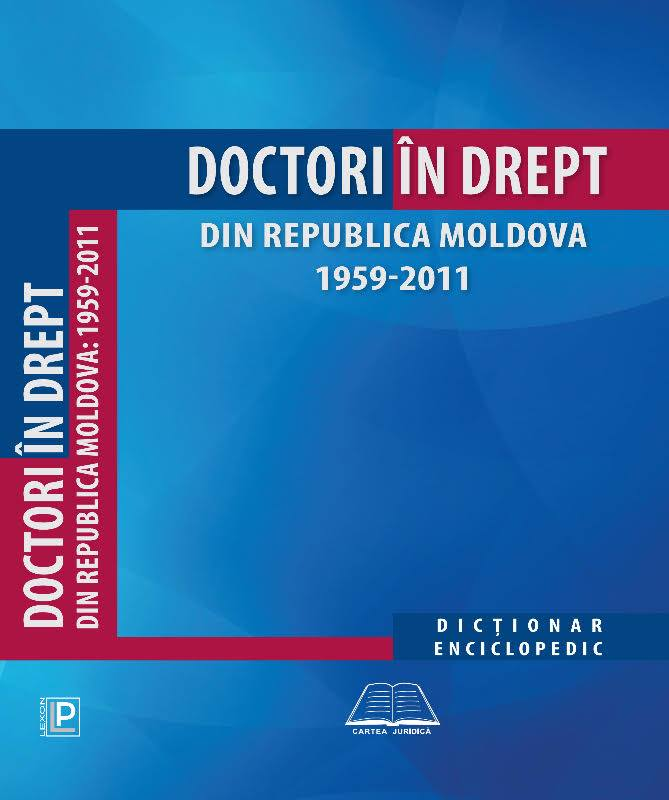 DOCTORI ÎN DREPT
DIN REPUBLICA MOLDOVA
1959-2011
DOCTORI ÎN DREPT
DIN REPUBLICA MOLDOVA: 1959-2011
DICȚIONAR
ENCICLOPEDIC
LEXON
LP
CARTEA JURIDICĂ